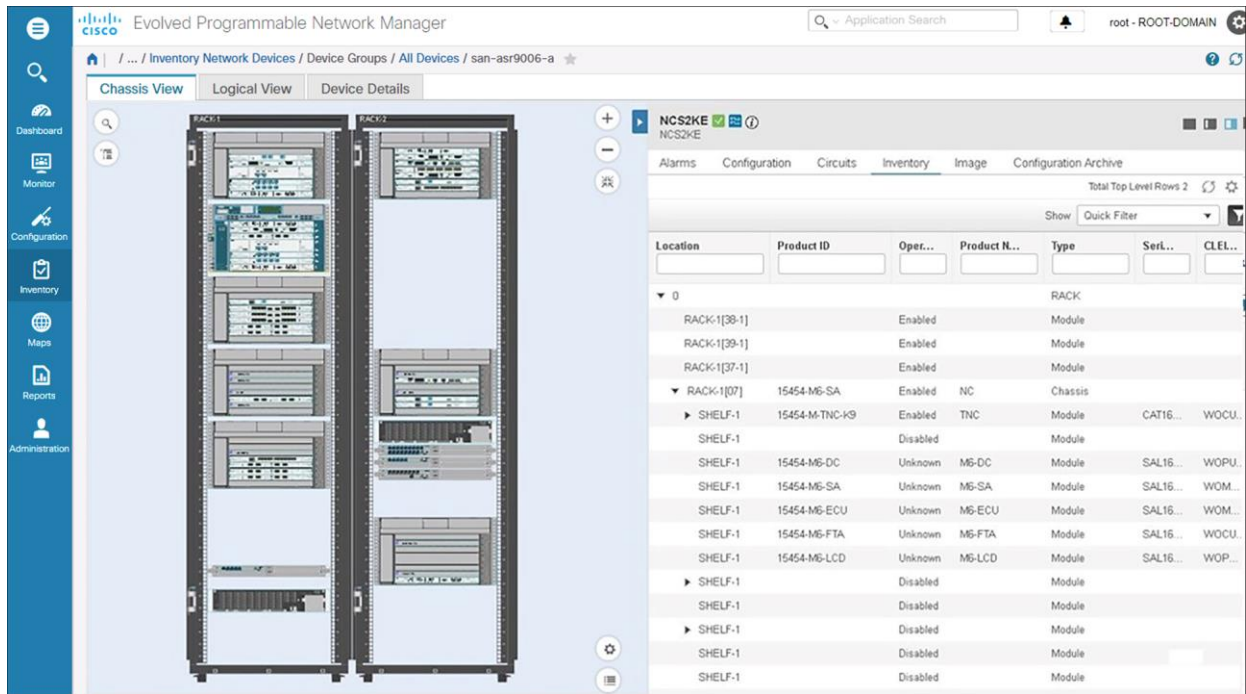 CISCO Evolved Programmable Network Manager
Application Search
root - ROOT-DOMAIN
/ ... / Inventory Network Devices / Device Groups / All Devices / san-asr9006-a
Chassis View Logical View Device Details
Dashboard
Monitor
Configuration
Inventory
Maps
Reports
Administration
RACK-1
RACK-2
NCS2KE
NCS2KE
Alarms Configuration Circuits Inventory Image Configuration Archive
Total Top Level Rows 2
Show Quick Filter
Location Product ID Oper... Product N... Type Seri... CLEI...
0 RACK
RACK-1[38-1] Enabled Module
RACK-1[39-1] Enabled Module
RACK-1[37-1] Enabled Module
RACK-1[07] 15454-M6-SA Enabled NC Chassis
SHELF-1 15454-M-TNC-K9 Enabled TNC Module CAT16... WOCU...
SHELF-1 Disabled Module
SHELF-1 15454-M6-DC Unknown M6-DC Module SAL16... WOPU...
SHELF-1 15454-M6-SA Unknown M6-SA Module SAL16... WOM...
SHELF-1 15454-M6-ECU Unknown M6-ECU Module SAL16... WOM...
SHELF-1 15454-M6-FTA Unknown M6-FTA Module SAL16... WOCU...
SHELF-1 15454-M6-LCD Unknown M6-LCD Module SAL16... WOP...
SHELF-1 Disabled Module
SHELF-1 Disabled Module
SHELF-1 Disabled Module
SHELF-1 Disabled Module
SHELF-1 Disabled Module